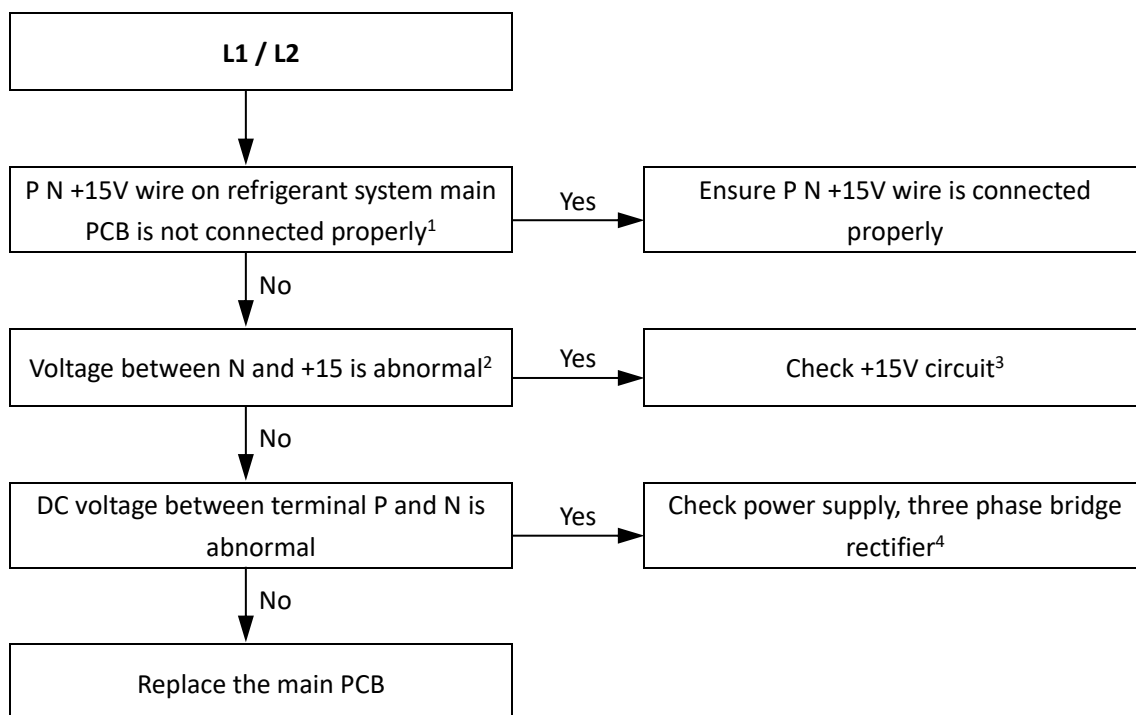 L1 / L2
P N +15V wire on refrigerant system main
PCB is not connected properly¹
Yes
Ensure P N +15V wire is connected
properly
No
Voltage between N and +15 is abnormal²
Yes
Check +15V circuit³
No
DC voltage between terminal P and N is
abnormal
Yes
Check power supply, three phase bridge
rectifier⁴
No
Replace the main PCB